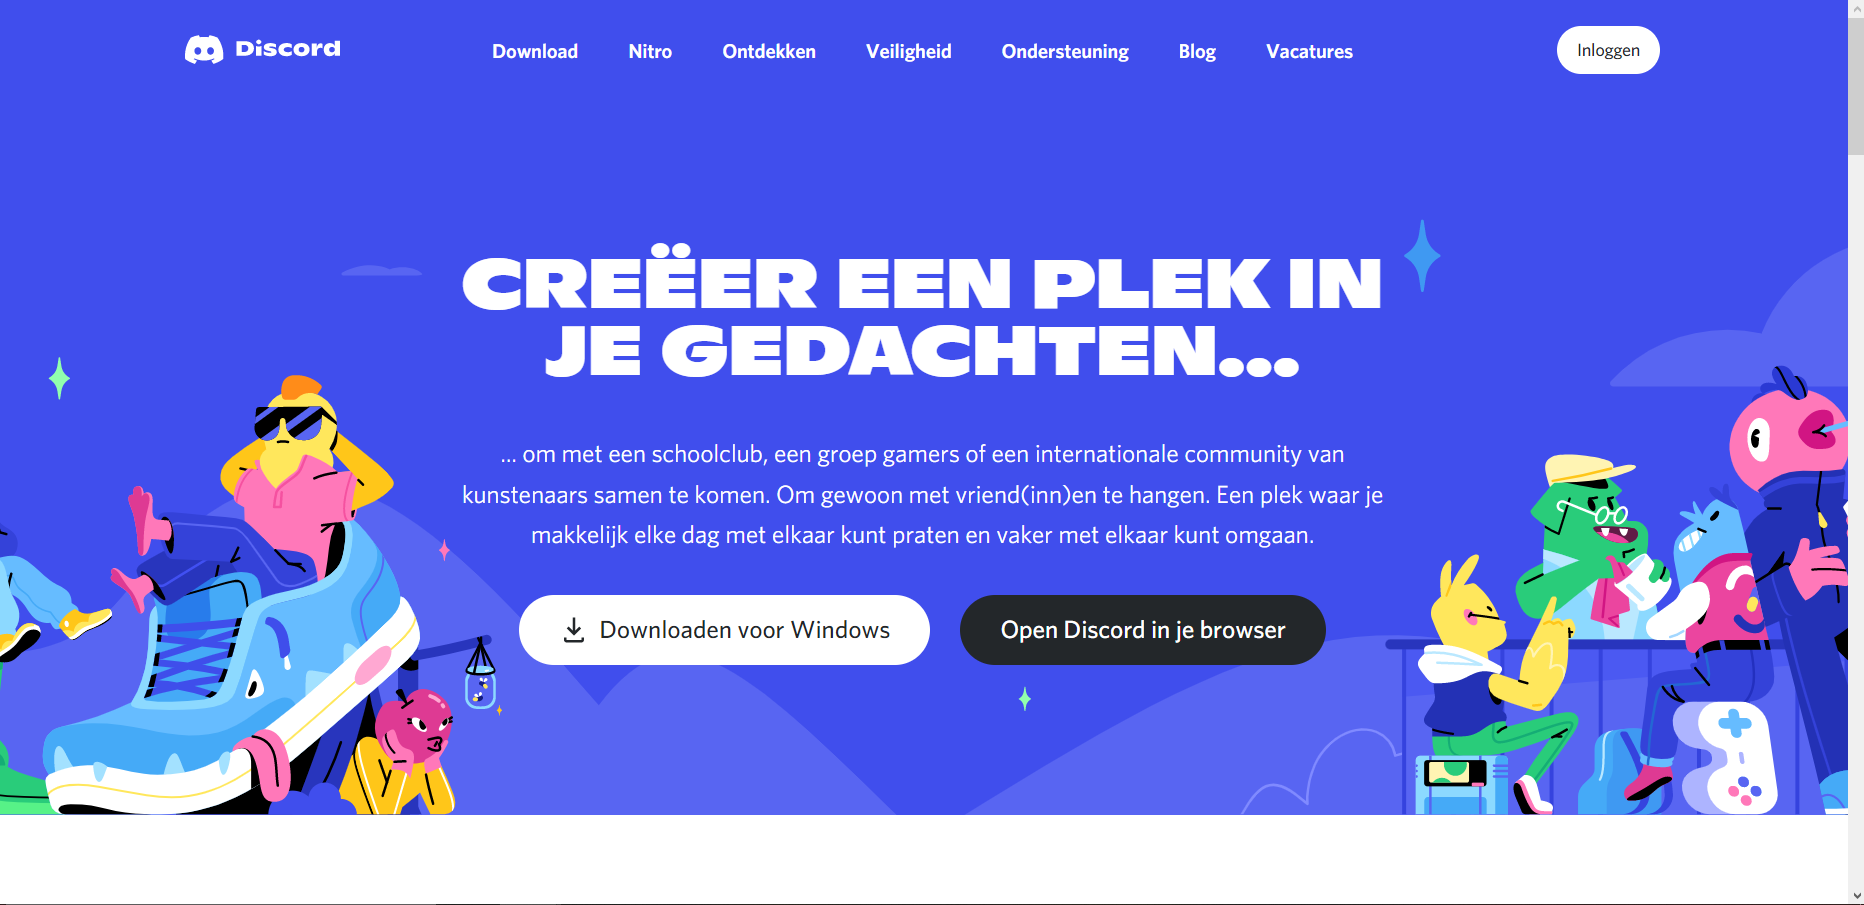 Discord
Download Nitro Ontdekken Veiligheid Ondersteuning Blog Vacatures
Inloggen
CREËER EEN PLEK IN
JE GEDACHTEN...
... om met een schoolclub, een groep gamers of een internationale community van
kunstenaars samen te komen. Om gewoon met vriend(inn)en te hangen. Een plek waar je
makkelijk elke dag met elkaar kunt praten en vaker met elkaar kunt omgaan.
Downloaden voor Windows
Open Discord in je browser